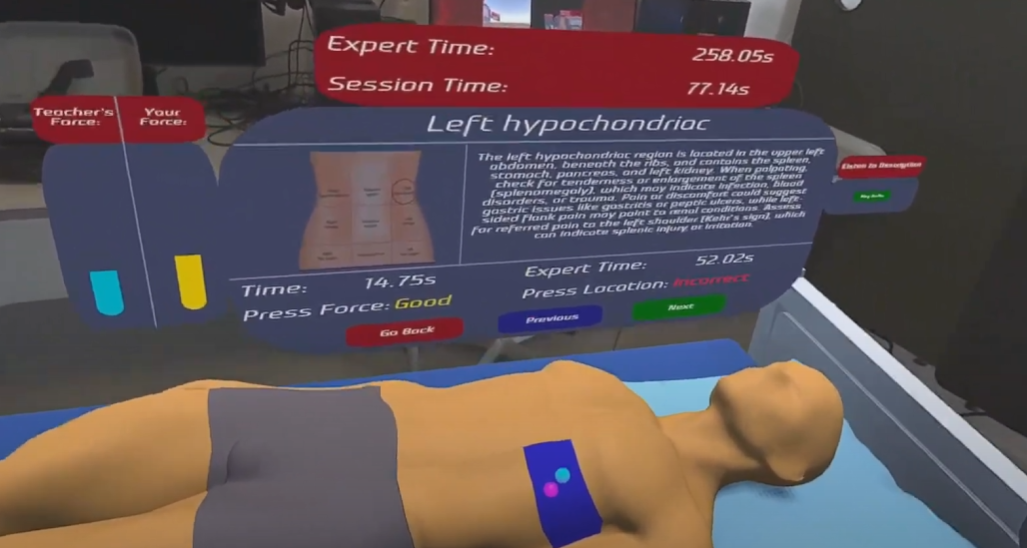 Expert Time: 258.05s
Session Time: 77.14s
Teacher's Force:
Your Force:
Left hypochondriac
The left hypochondriac region is located in the upper left
abdomen, beneath the ribs, and contains the spleen,
stomach, pancreas, and left kidney. When palpating,
check for tenderness or enlargement of the spleen
(splenomegaly), which may indicate infection, blood
disorders, or trauma. Pain or discomfort could suggest
gastric issues like gastritis or peptic ulcers, while left-
sided flank pain may point to renal conditions. Assess
for referred pain to the left shoulder (Kehr's sign), which
can indicate splenic injury or irritation.
Listen to Description
Time: 14.75s
Expert Time: 52.02s
Press Force: Good
Press Location: Incorrect
Go Back
Previous
Next